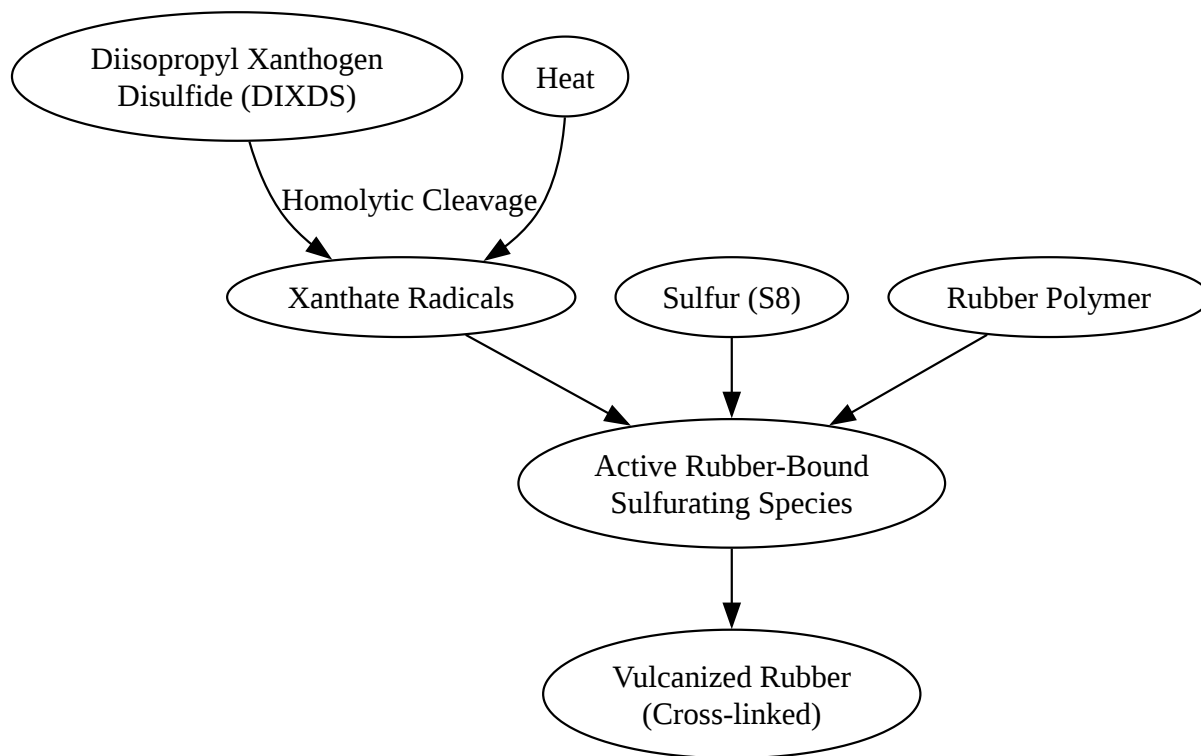 Diisopropyl Xanthogen
Disulfide (DIXDS)
Heat
Homolytic Cleavage
Xanthate Radicals
Sulfur (S8)
Rubber Polymer
Active Rubber-Bound
Sulfurating Species
Vulcanized Rubber
(Cross-linked)